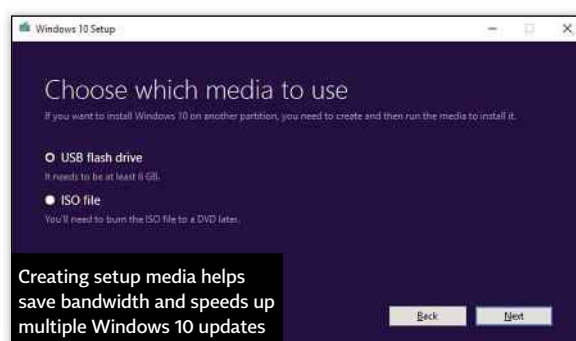 Windows 10 Setup
Choose which media to use
If you want to install Windows 10 on another partition, you need to create and then run the media to install it.
USB flash drive
It needs to be at least 6 GB.
ISO file
You'll need to burn the ISO file to a DVD later.
Creating setup media helps
save bandwidth and speeds up
multiple Windows 10 updates
Back
Next